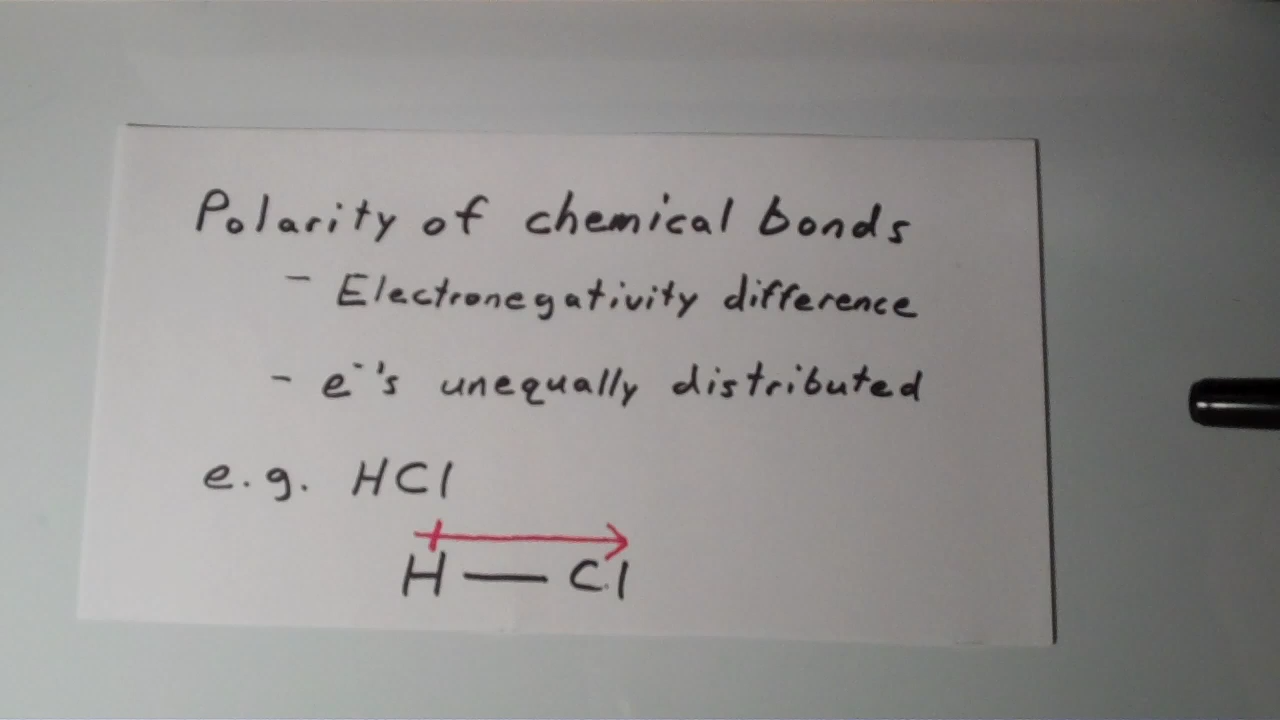 Polarity of chemical bonds
- Electronegativity difference
- e⁻'s unequally distributed
e.g. HCl
H — Cl